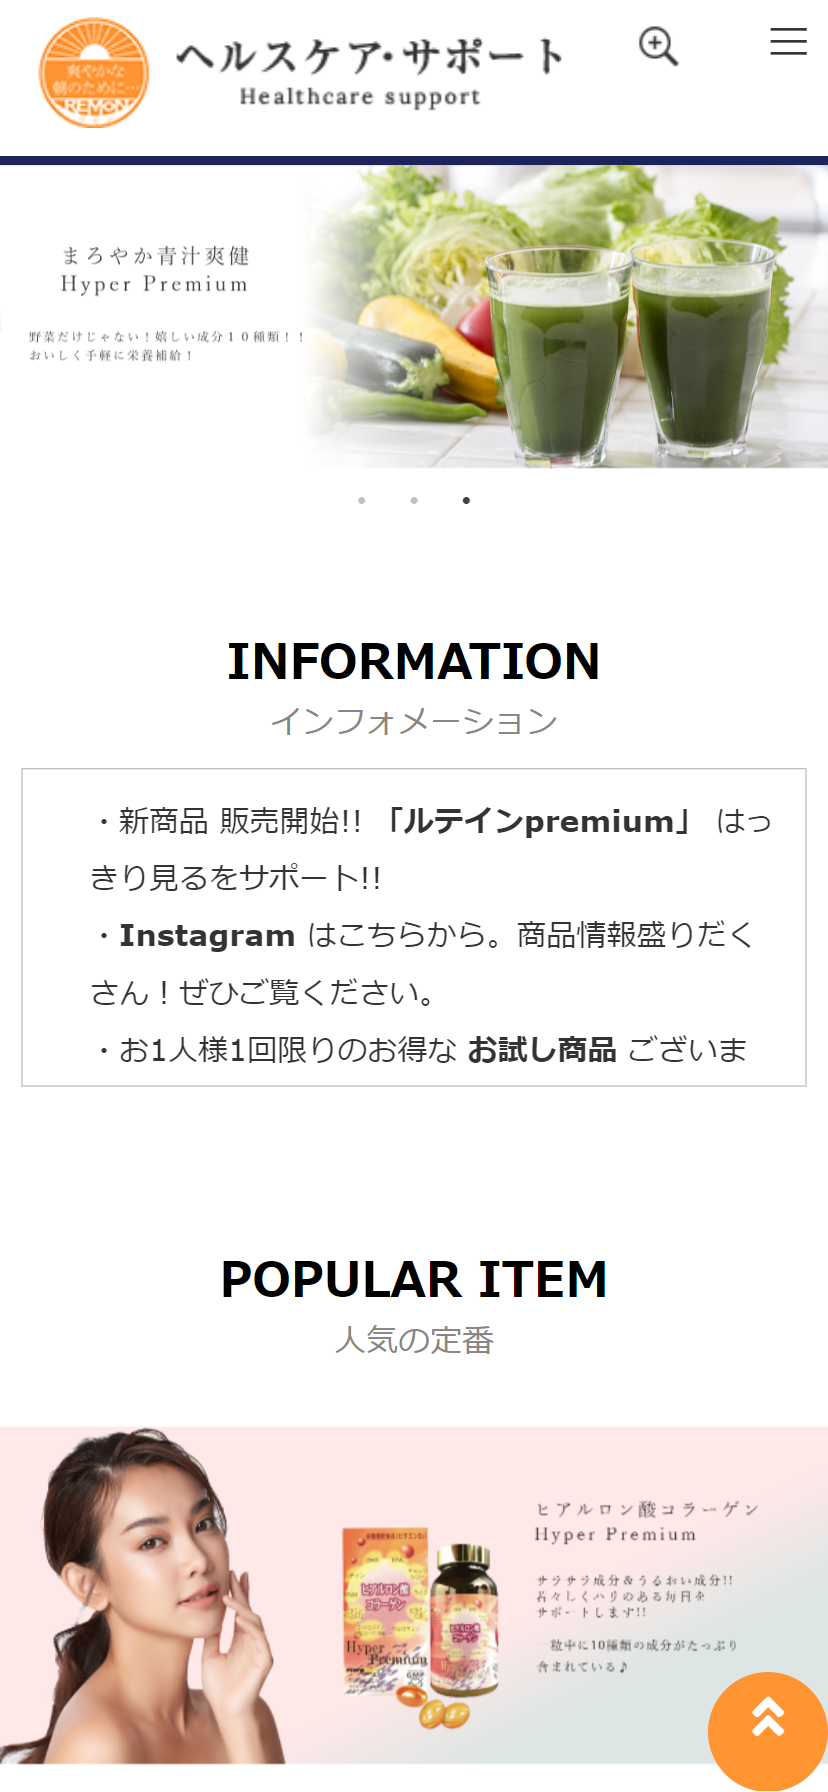 爽やかな
朝のために…
REMON
ヘルスケア・サポート
Healthcare support
まろやか青汁爽健
Hyper Premium
野菜だけじゃない！嬉しい成分１０種類！！
おいしく手軽に栄養補給！
INFORMATION
インフォメーション
・新商品 販売開始!! 「ルテインpremium」 はっ
きり見るをサポート!!
・Instagram はこちらから。商品情報盛りだく
さん！ぜひご覧ください。
・お1人様1回限りのお得な お試し商品 ございま
POPULAR ITEM
人気の定番
ヒアルロン酸コラーゲン
Hyper Premium
サラサラ成分＆うるおい成分!!
若々しくハリのある毎日を
サポートします!!
一粒中に10種類の成分がたっぷり
含まれている♪
DHA EPA
ヒアルロン酸
コラーゲン
Hyper
Premium
GMP